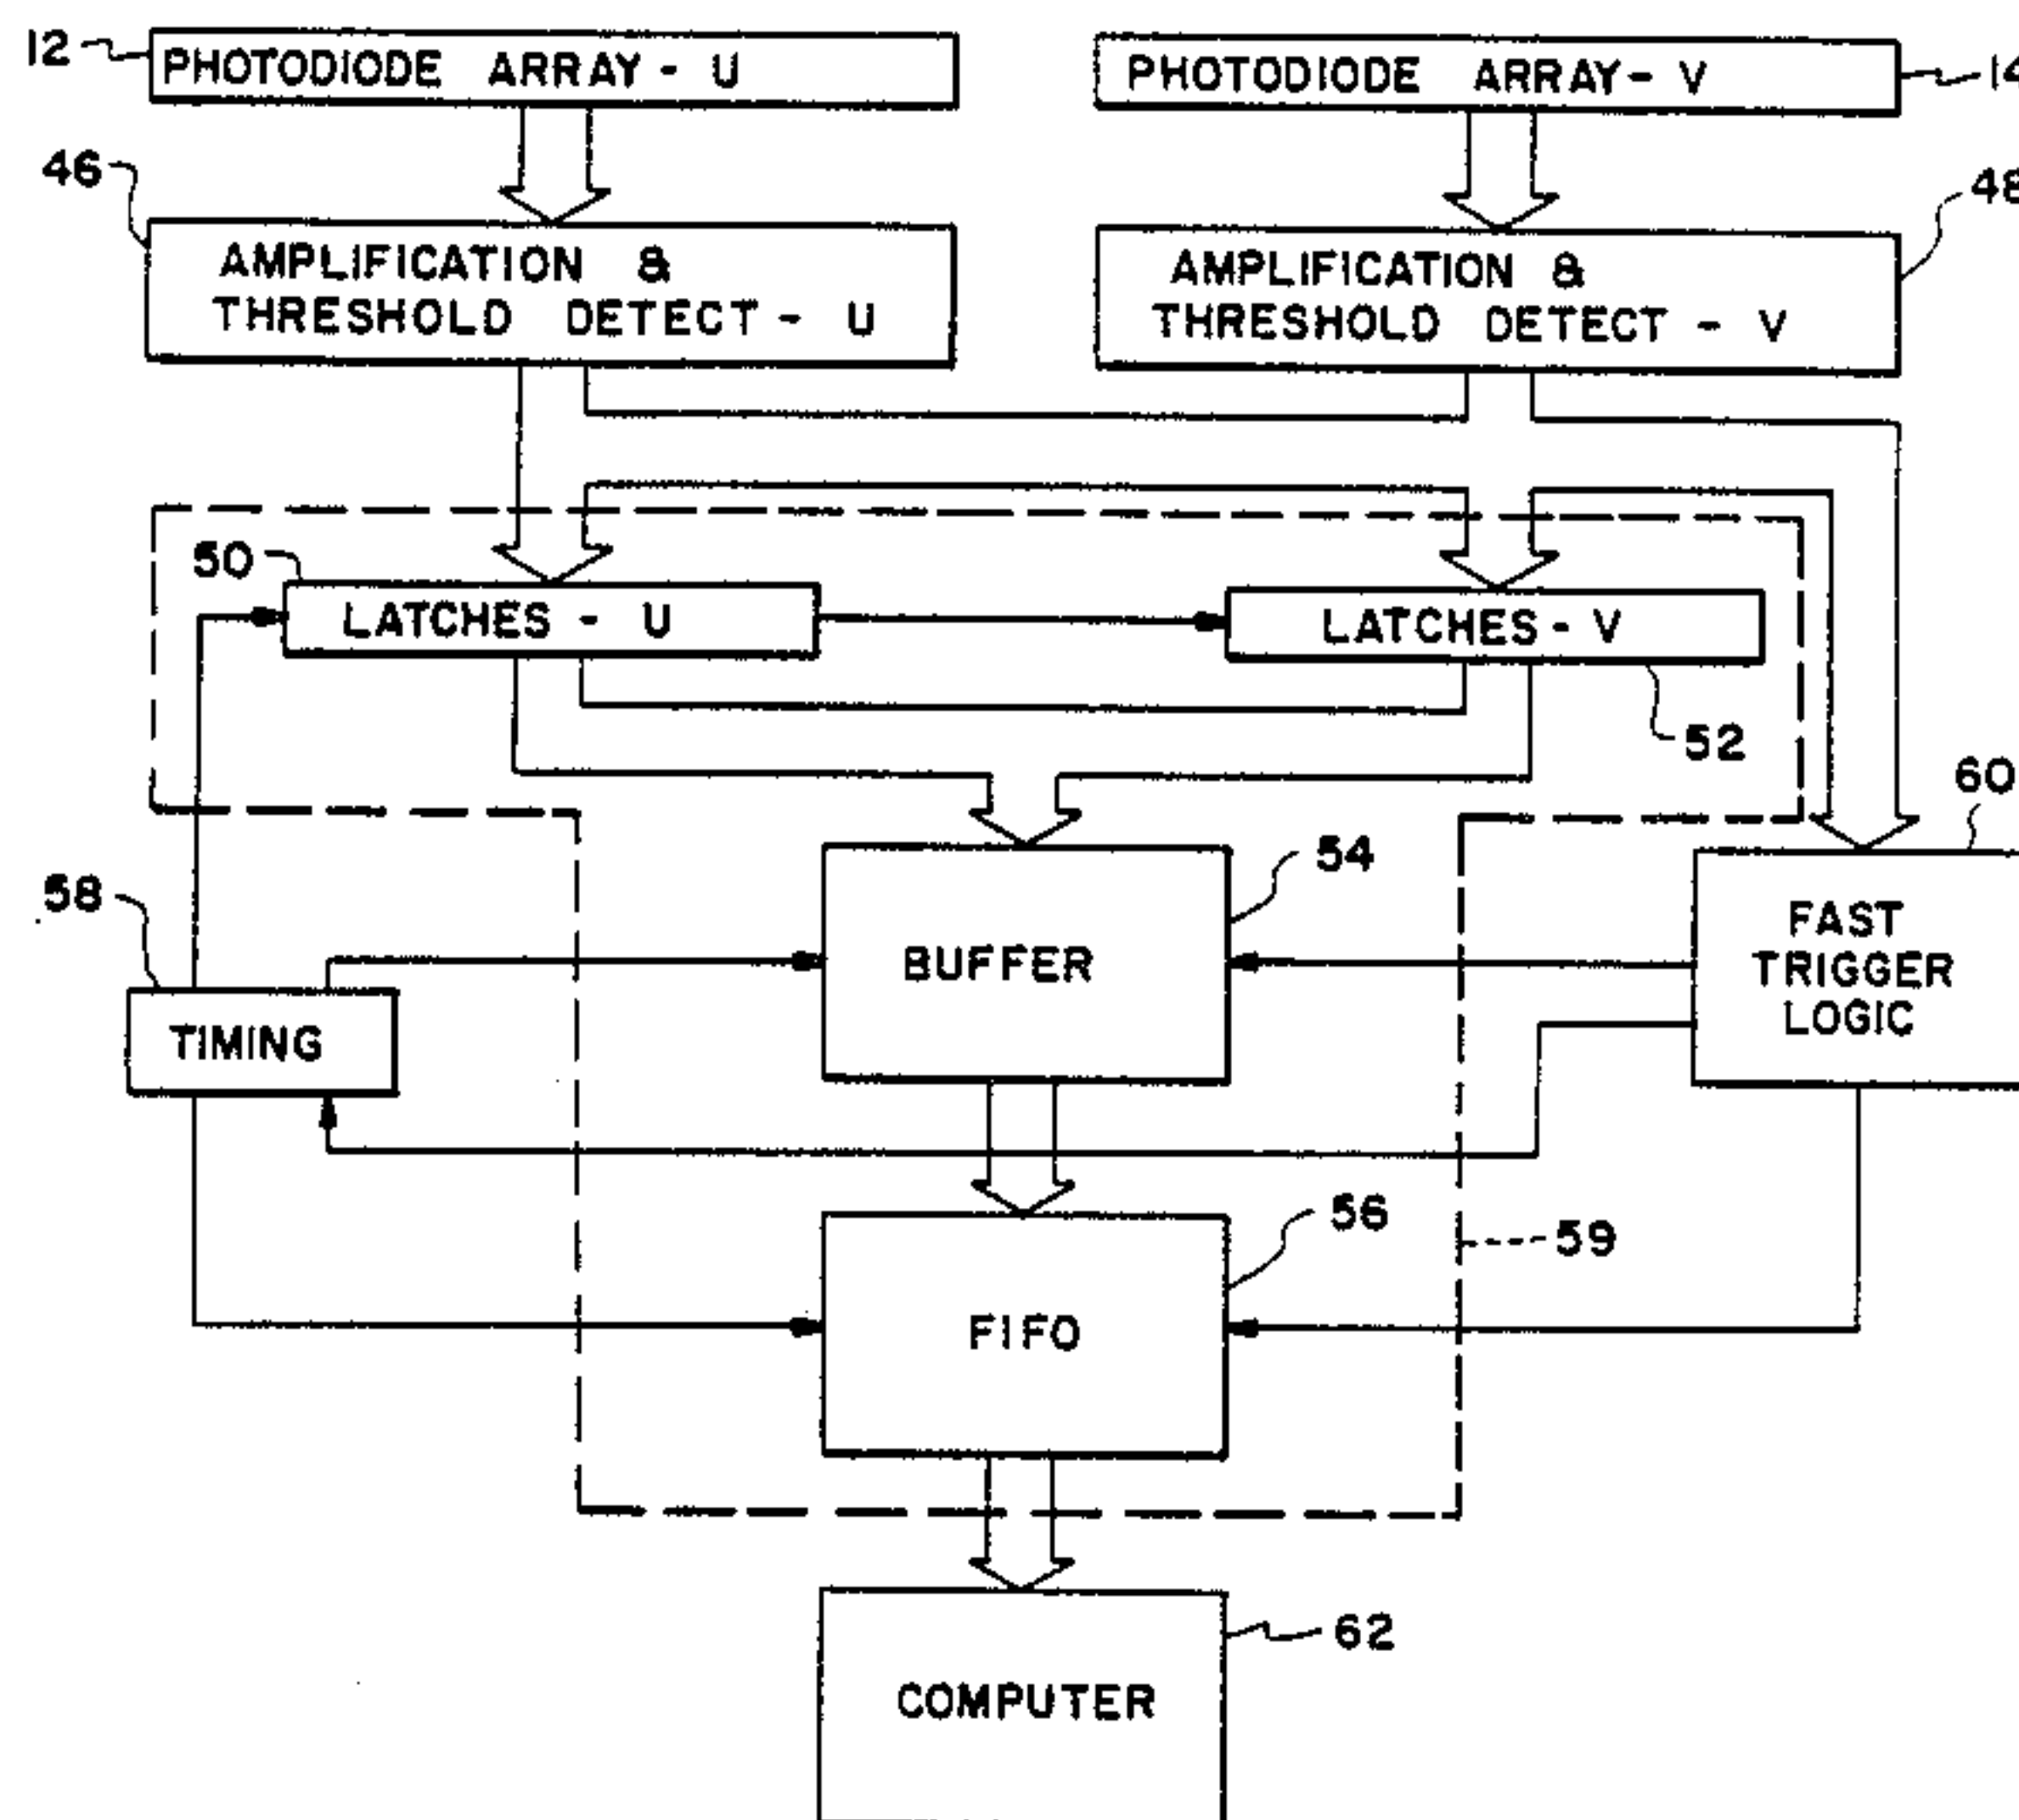 12
PHOTODIODE ARRAY - U
PHOTODIODE ARRAY - V
14
46
AMPLIFICATION &
THRESHOLD DETECT - U
AMPLIFICATION &
THRESHOLD DETECT - V
48
50
LATCHES - U
LATCHES - V
52
60
54
58
BUFFER
FAST
TRIGGER
LOGIC
TIMING
56
59
FIFO
62
COMPUTER